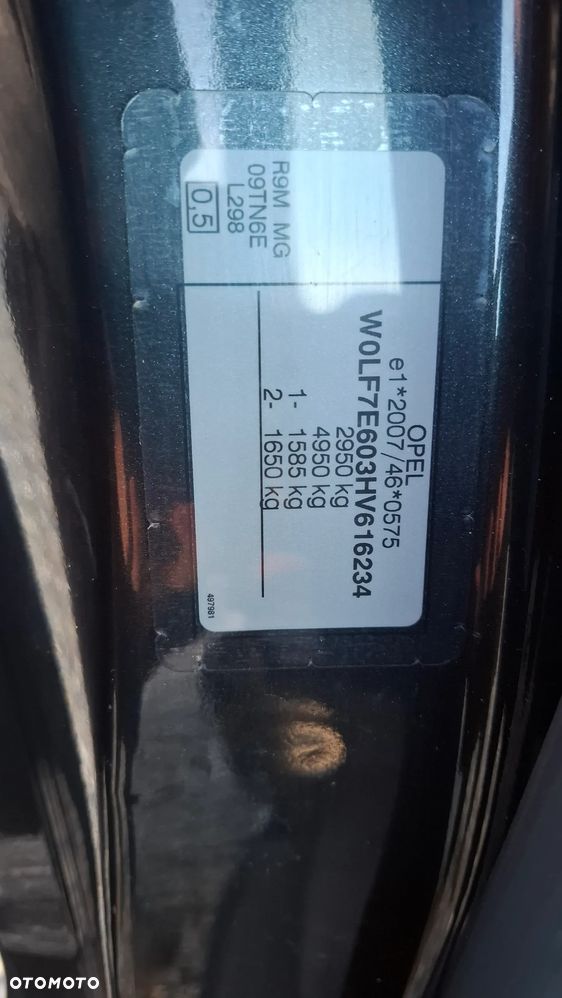 OPEL
e1*2007/46*0575
W0LF7E603HV616234
2950 kg
4950 kg
1- 1585 kg
2- 1650 kg
R9M MG
09TN6E
L298
0.5
497981
OTOMOTO